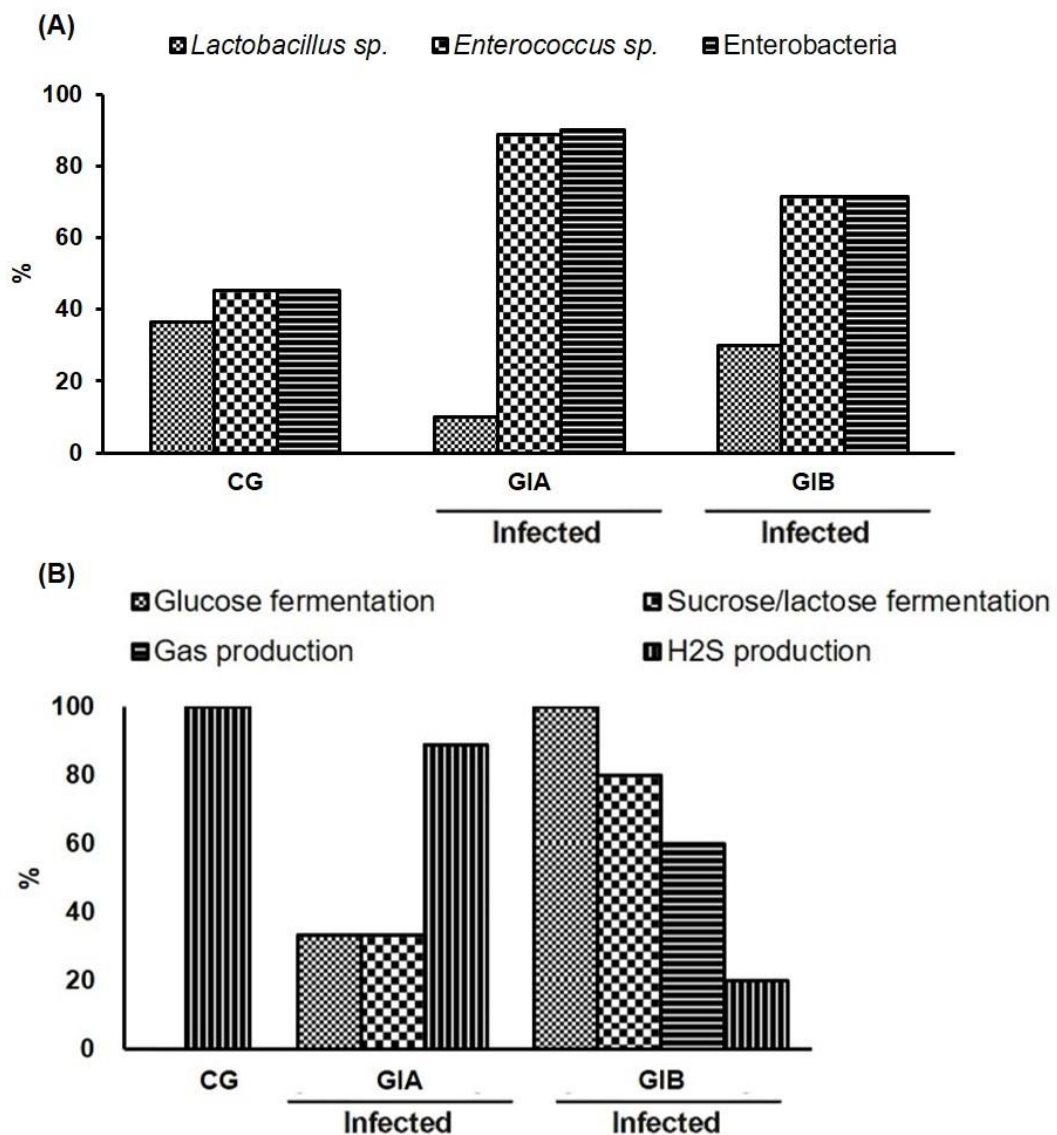 (A)
Lactobacillus sp. Enterococcus sp. Enterobacteria
100
80
60
40
20
0
%
CG GIA GIB
Infected Infected
(B)
Glucose fermentation Sucrose/lactose fermentation
Gas production H2S production
100
80
60
40
20
0
%
CG GIA GIB
Infected Infected